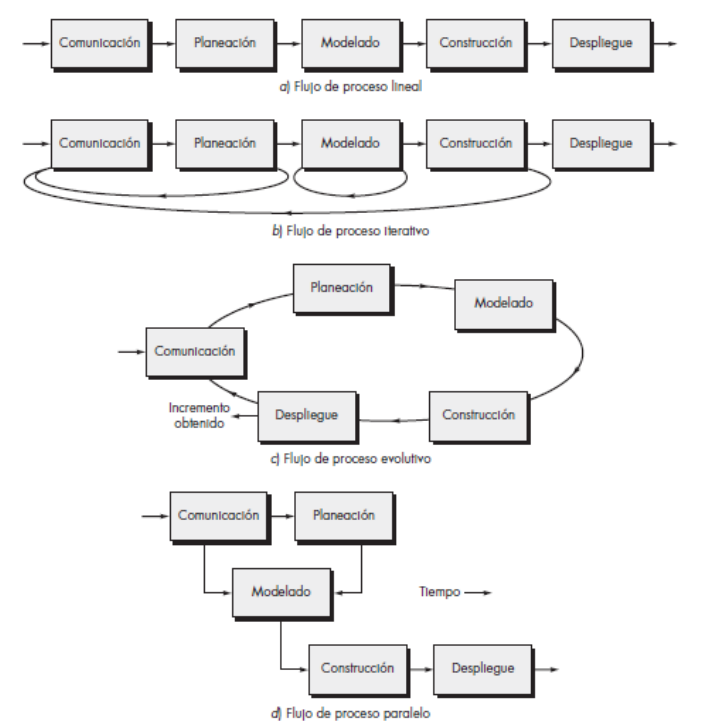 Comunicación
Planeación
Modelado
Construcción
Despliegue
a) Flujo de proceso lineal
Comunicación
Planeación
Modelado
Construcción
Despliegue
b) Flujo de proceso iterativo
Planeación
Modelado
Comunicación
Incremento
obtenido
Despliegue
Construcción
c) Flujo de proceso evolutivo
Comunicación
Planeación
Modelado
Tiempo
Construcción
Despliegue
d) Flujo de proceso paralelo